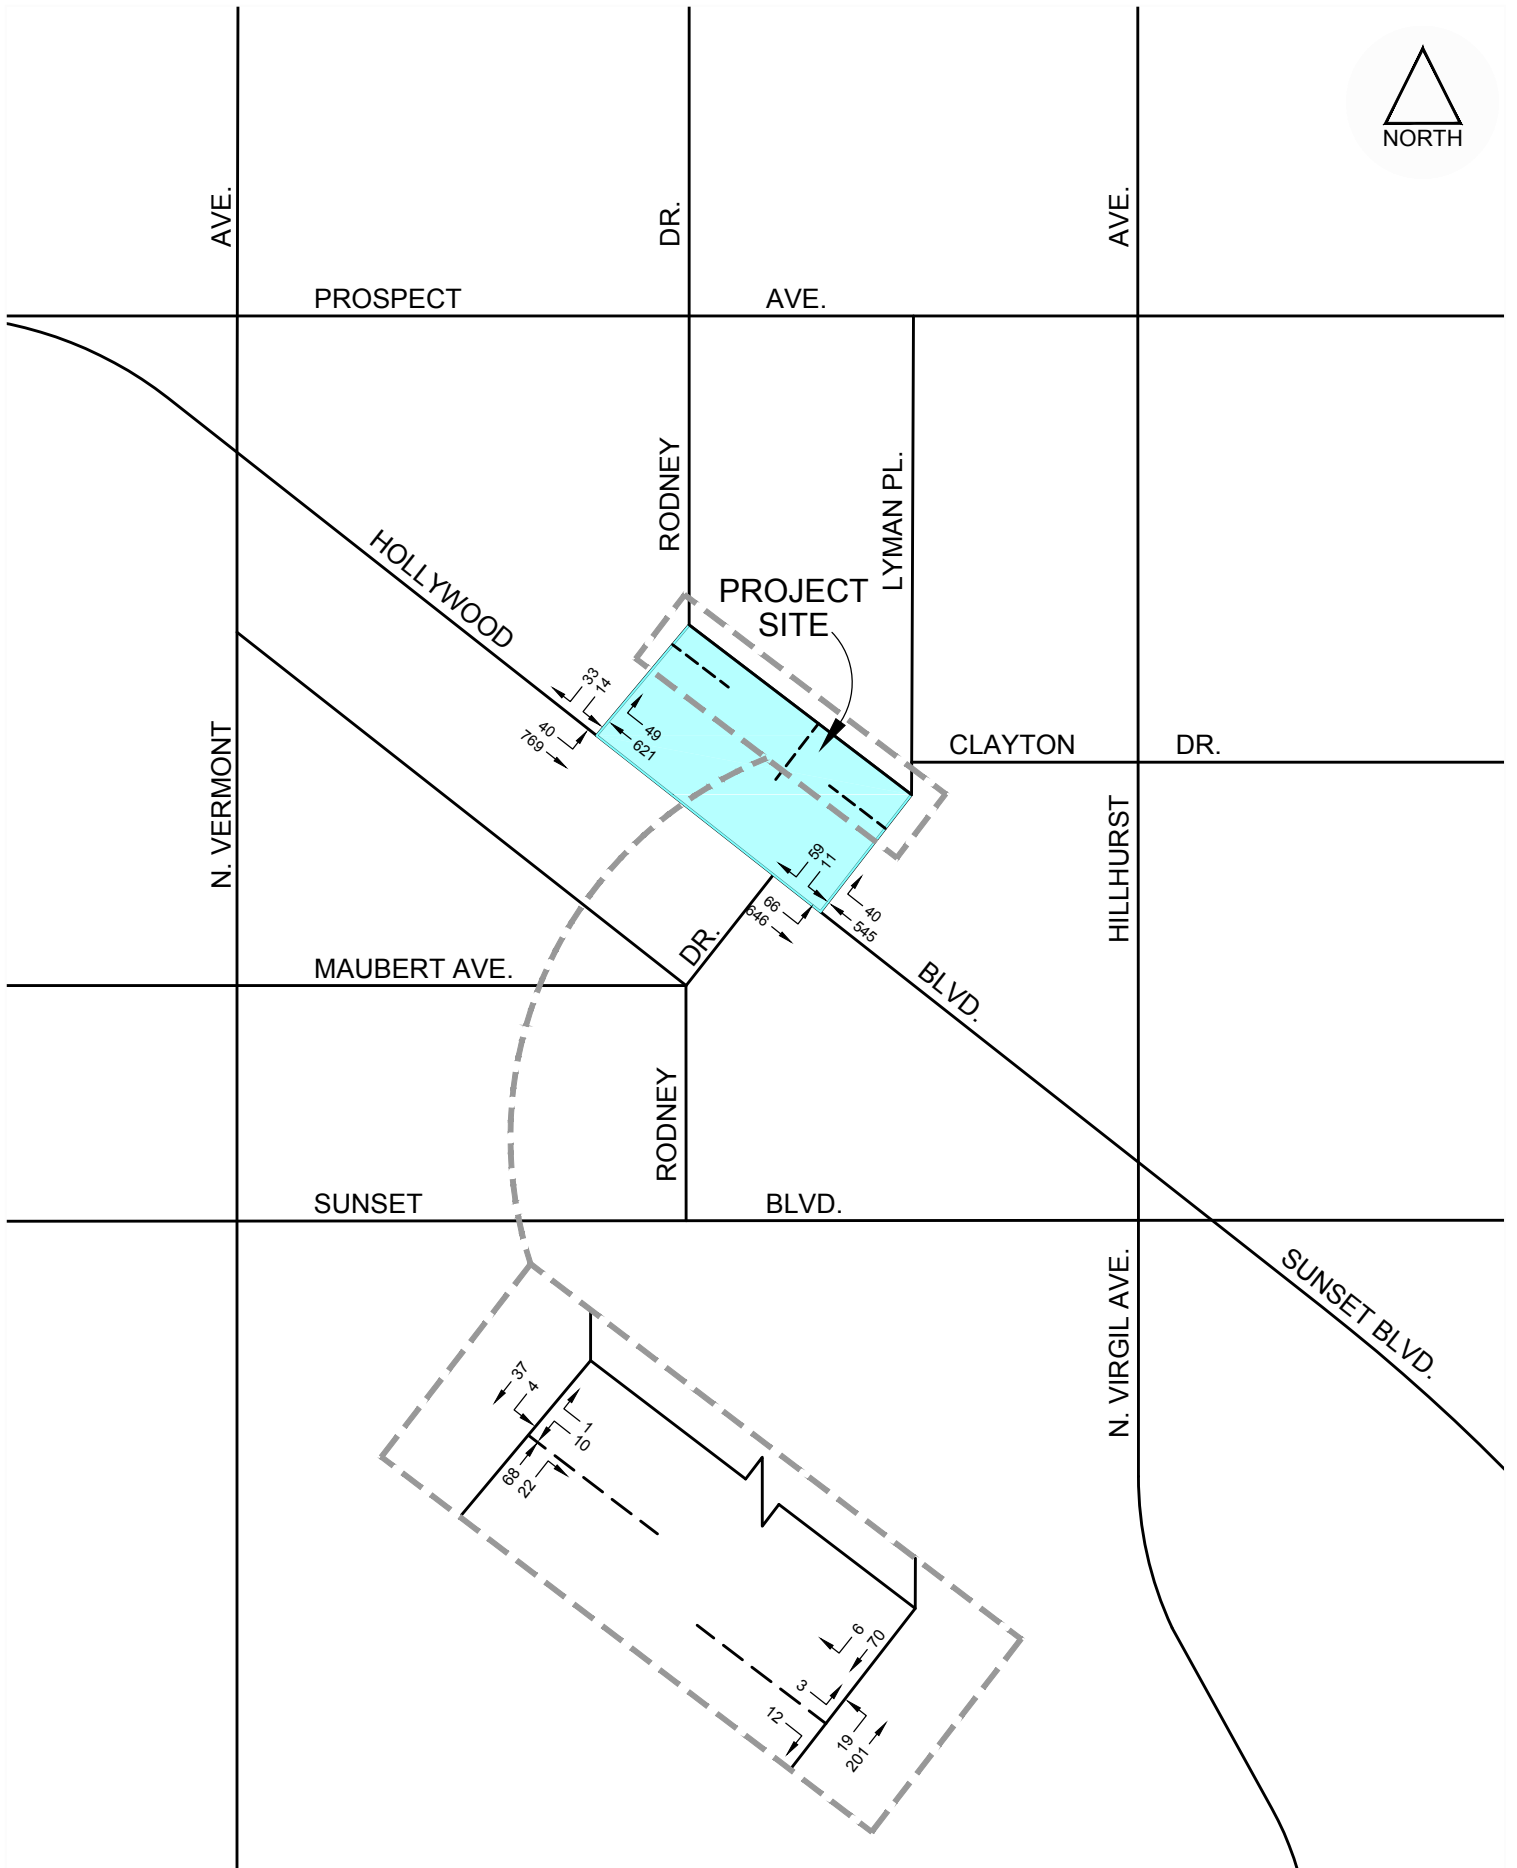 NORTH
AVE.
DR.
AVE.
PROSPECT
AVE.
RODNEY
LYMAN PL.
HOLLYWOOD
PROJECT
SITE
33
14
40
769
49
621
N. VERMONT
CLAYTON
DR.
HILLHURST
59
11
66
646
40
545
DR.
MAUBERT AVE.
BLVD.
RODNEY
SUNSET
BLVD.
SUNSET BLVD.
N. VIRGIL AVE.
37
4
1
10
68
22
6
70
3
12
19
201